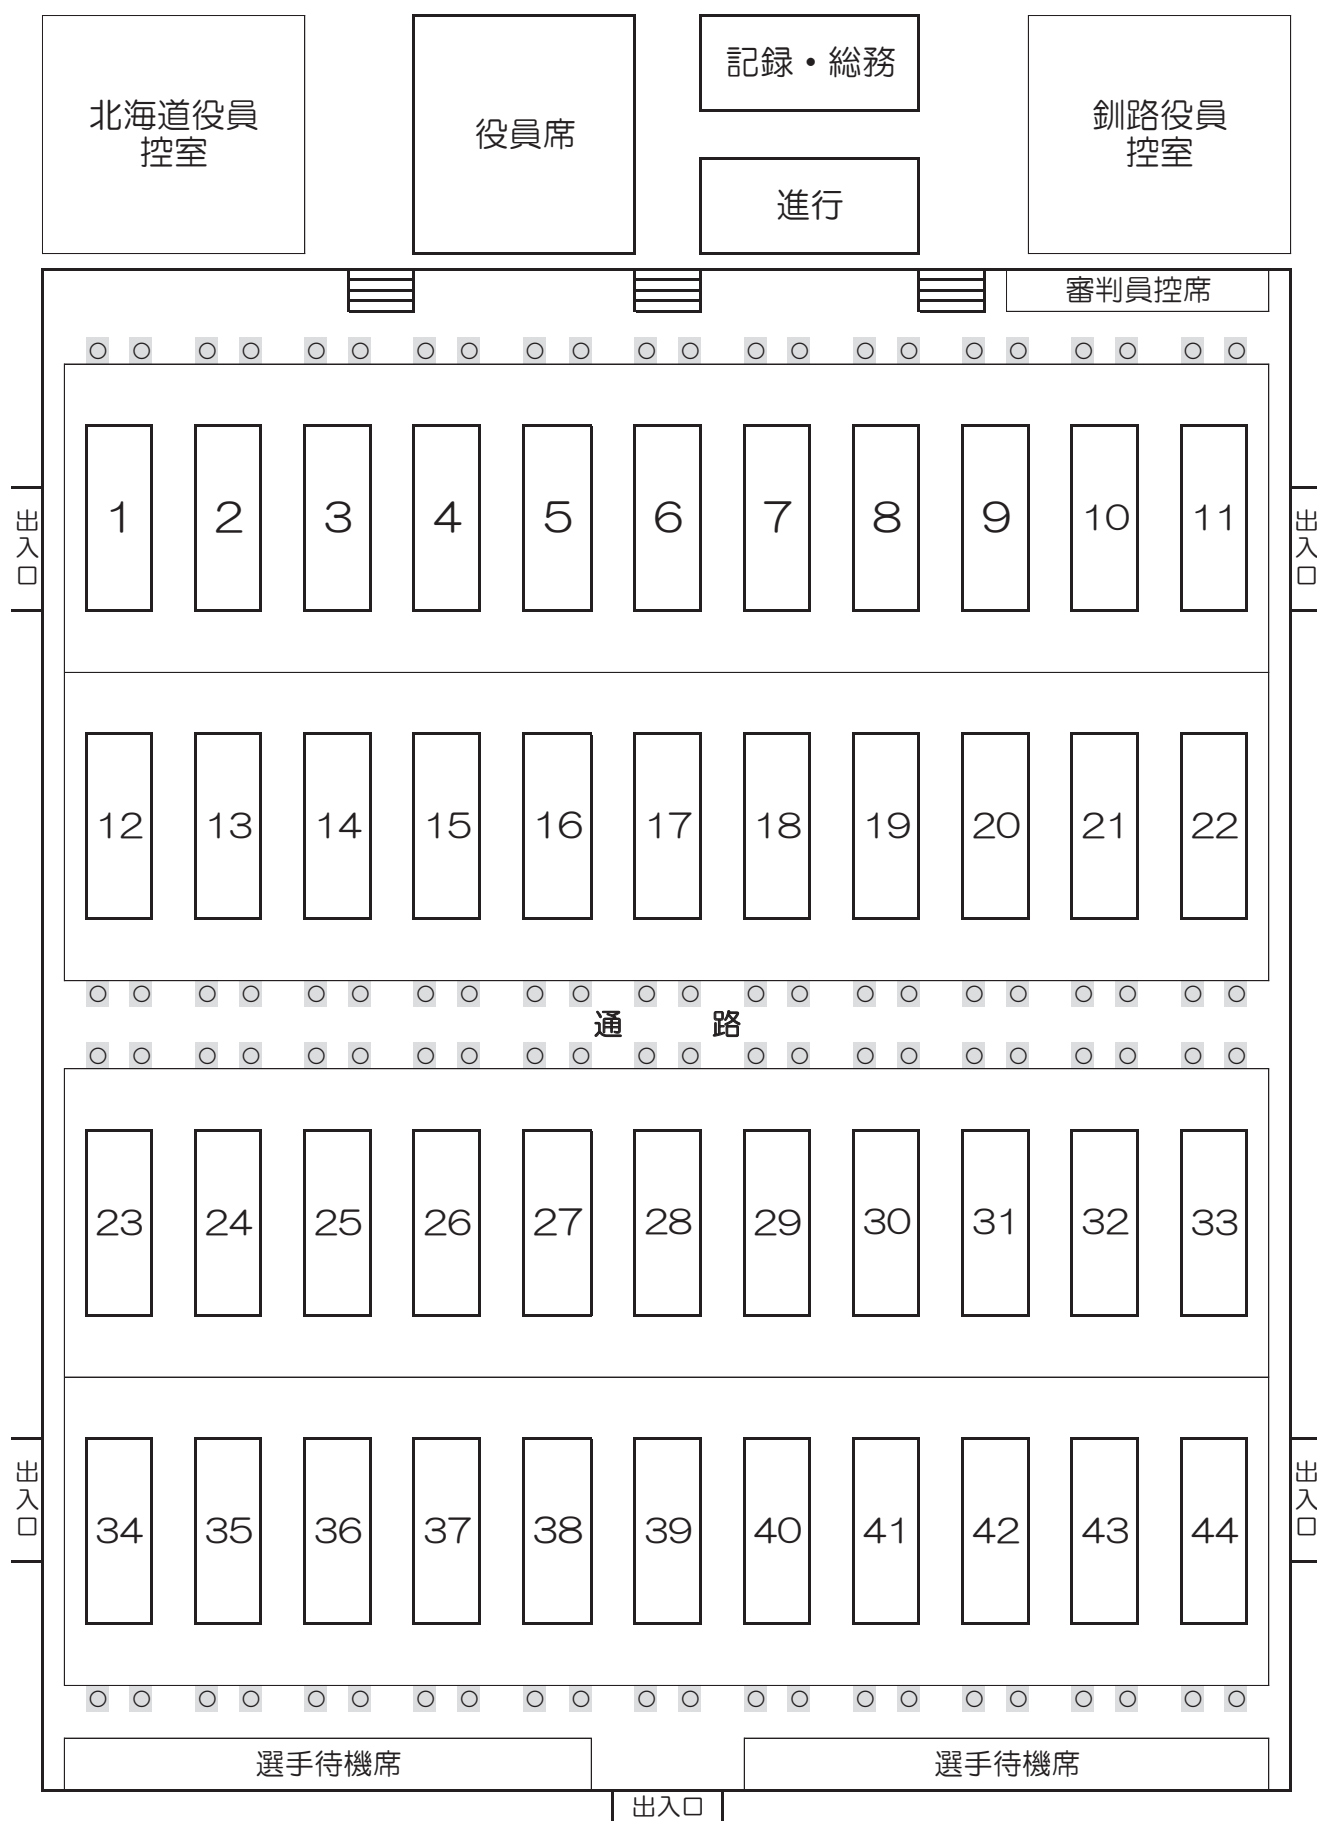 北海道役員
控室
役員席
記録・総務
進行
釧路役員
控室
審判員控席
○ ○ ○ ○ ○ ○ ○ ○ ○ ○ ○ ○ ○ ○ ○ ○ ○ ○ ○ ○ ○ ○
1 2 3 4 5 6 7 8 9 10 11
出入口
出入口
12 13 14 15 16 17 18 19 20 21 22
○ ○ ○ ○ ○ ○ ○ ○ ○ ○ ○ ○ ○ ○ ○ ○ ○ ○ ○ ○ ○ ○
通 路
○ ○ ○ ○ ○ ○ ○ ○ ○ ○ ○ ○ ○ ○ ○ ○ ○ ○ ○ ○ ○ ○
23 24 25 26 27 28 29 30 31 32 33
34 35 36 37 38 39 40 41 42 43 44
出入口
出入口
○ ○ ○ ○ ○ ○ ○ ○ ○ ○ ○ ○ ○ ○ ○ ○ ○ ○ ○ ○ ○ ○
選手待機席
選手待機席
出入口